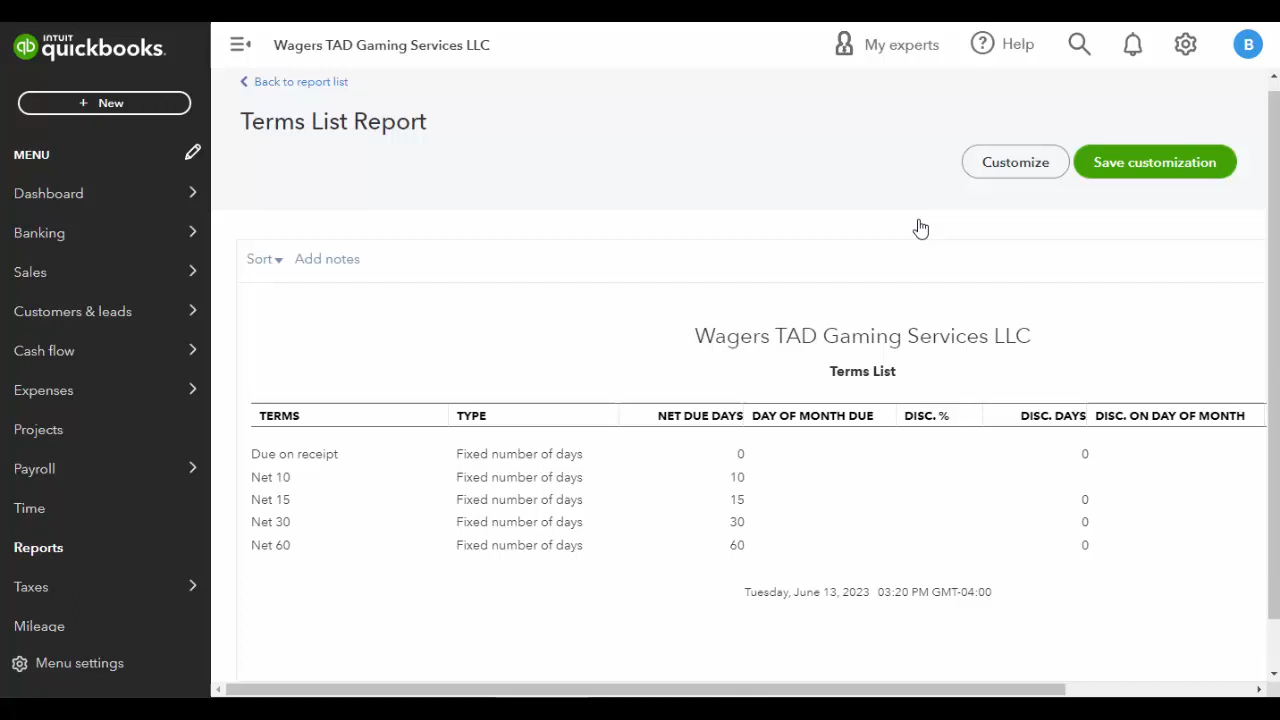 INTUIT
quickbooks.
Wagers TAD Gaming Services LLC
My experts
Help
B
+ New
MENU
Dashboard
Banking
Sales
Customers & leads
Cash flow
Expenses
Projects
Payroll
Time
Reports
Taxes
Mileage
Menu settings
Back to report list
Terms List Report
Customize
Save customization
Sort Add notes
Wagers TAD Gaming Services LLC
Terms List
TERMS TYPE NET DUE DAYS DAY OF MONTH DUE DISC. % DISC. DAYS DISC. ON DAY OF MONTH
Due on receipt Fixed number of days 0 0
Net 10 Fixed number of days 10
Net 15 Fixed number of days 15 0
Net 30 Fixed number of days 30 0
Net 60 Fixed number of days 60 0
Tuesday, June 13, 2023 03:20 PM GMT-04:00